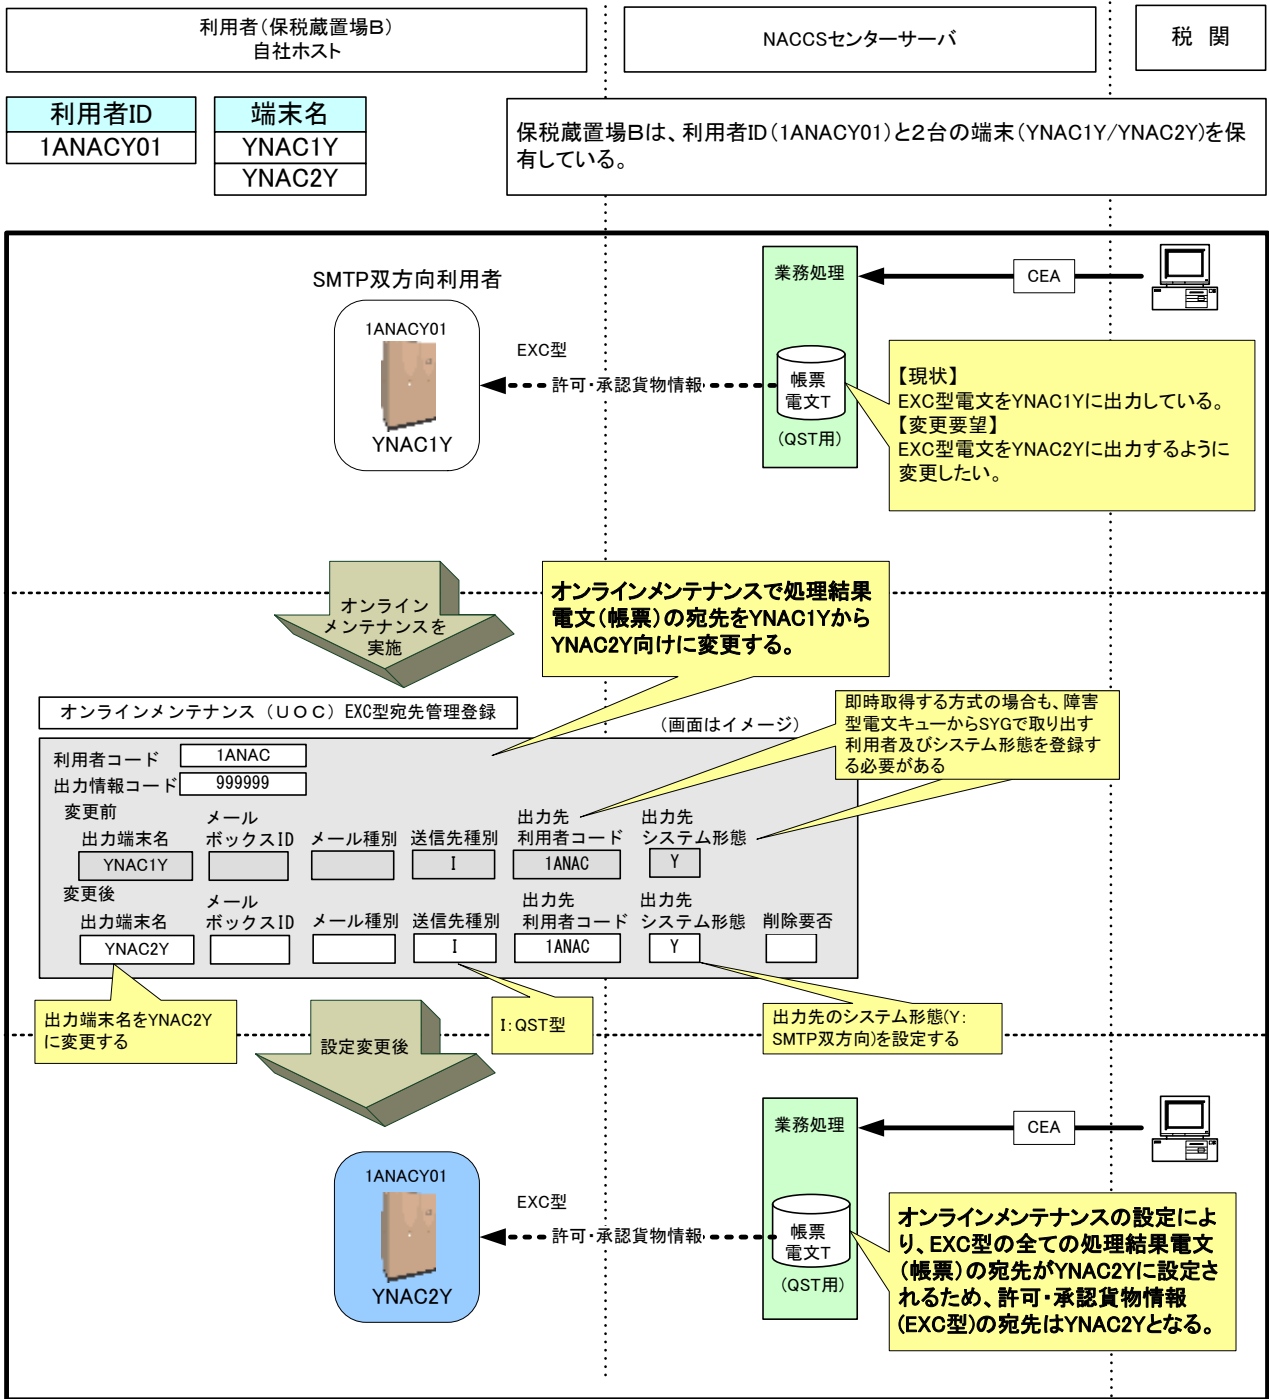 利用者（保税蔵置場Ｂ）
自社ホスト
NACCSセンターサーバ
税　関
利用者ID
1ANACY01
端末名
YNAC1Y
YNAC2Y
保税蔵置場Ｂは、利用者ID（1ANACY01）と２台の端末（YNAC1Y/YNAC2Y)を保
有している。
SMTP双方向利用者
1ANACY01
YNAC1Y
EXC型
許可・承認貨物情報
業務処理
帳票
電文T
(QST用)
CEA
【現状】
EXC型電文をYNAC1Yに出力している。
【変更要望】
EXC型電文をYNAC2Yに出力するように
変更したい。
オンライン
メンテナンスを
実施
オンラインメンテナンスで処理結果
電文（帳票）の宛先をYNAC1Yから
YNAC2Y向けに変更する。
オンラインメンテナンス（ＵＯＣ）EXC型宛先管理登録
（画面はイメージ）
即時取得する方式の場合も、障害
型電文キューからSYGで取り出す
利用者及びシステム形態を登録す
る必要がある
利用者コード
1ANAC
出力情報コード
999999
変更前
出力端末名
メール
ボックスID
メール種別
送信先種別
出力先
利用者コード
出力先
システム形態
YNAC1Y
I
1ANAC
Y
変更後
出力端末名
メール
ボックスID
メール種別
送信先種別
出力先
利用者コード
出力先
システム形態
削除要否
YNAC2Y
I
1ANAC
Y
出力端末名をYNAC2Y
に変更する
設定変更後
I：QST型
出力先のシステム形態(Y：
SMTP双方向)を設定する
1ANACY01
YNAC2Y
EXC型
許可・承認貨物情報
業務処理
帳票
電文T
(QST用)
CEA
オンラインメンテナンスの設定によ
り、EXC型の全ての処理結果電文
（帳票）の宛先がYNAC2Yに設定さ
れるため、許可・承認貨物情報
(EXC型)の宛先はYNAC2Yとなる。